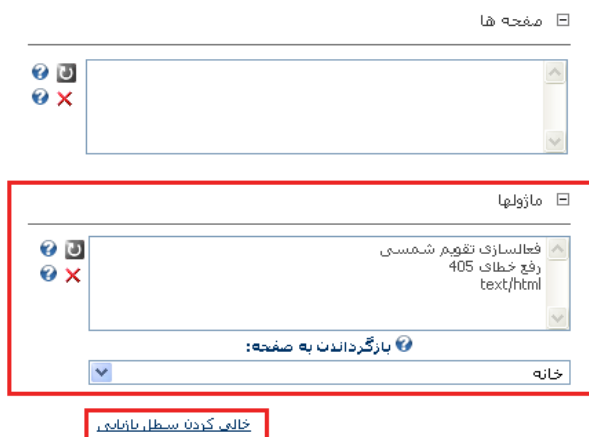 صفحه ها
ماژولها
فعالسازی تقویم شمسی
رفع خطای 405
text/html
بازگرداندن به صفحه:
خانه
خالی کردن سطل بازیابی